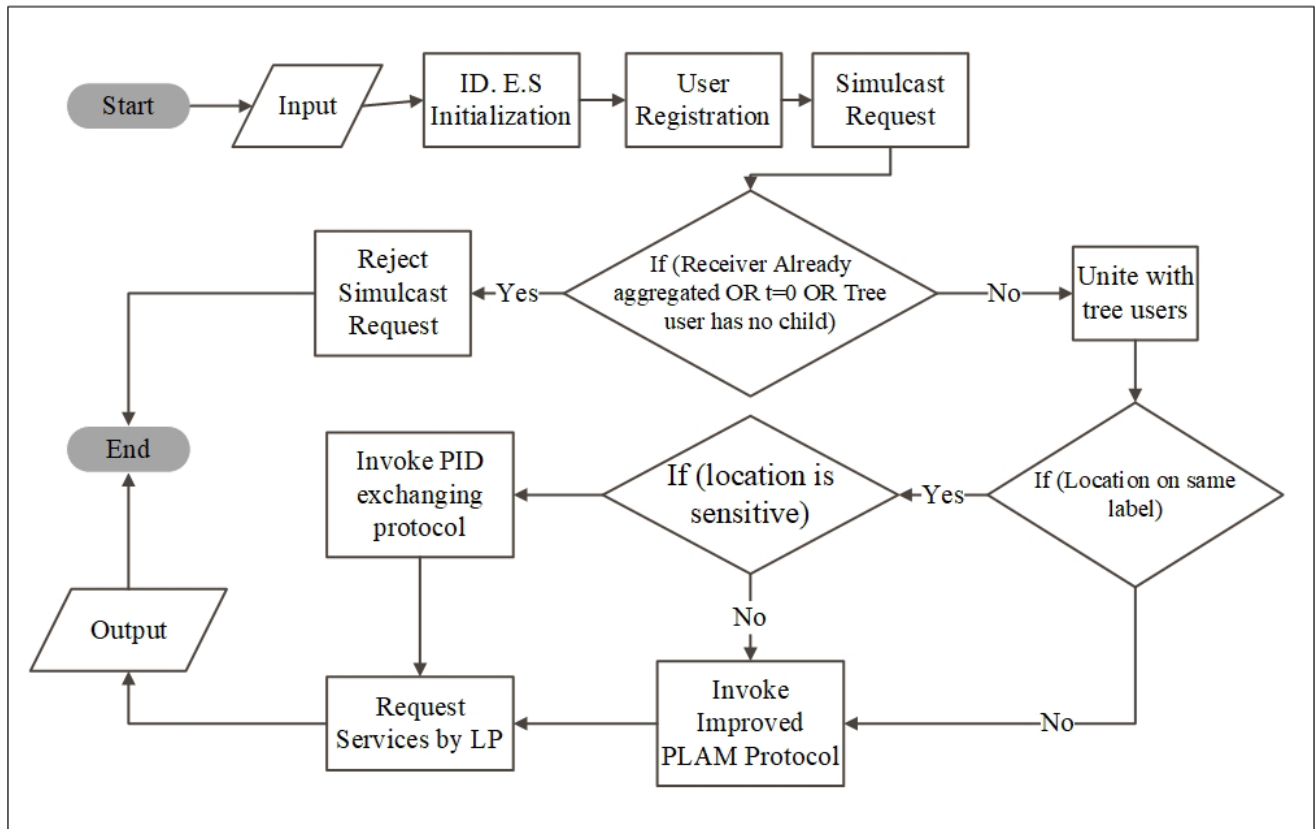 Start
Input
ID. E.S
Initialization
User
Registration
Simulcast
Request
Reject
Simulcast
Request
Yes
If (Receiver Already
aggregated OR t=0 OR Tree
user has no child)
No
Unite with
tree users
End
Invoke PID
exchanging
protocol
If (location is
sensitive)
Yes
If (Location on same
label)
No
Output
Request
Services by LP
Invoke
Improved
PLAM Protocol
No